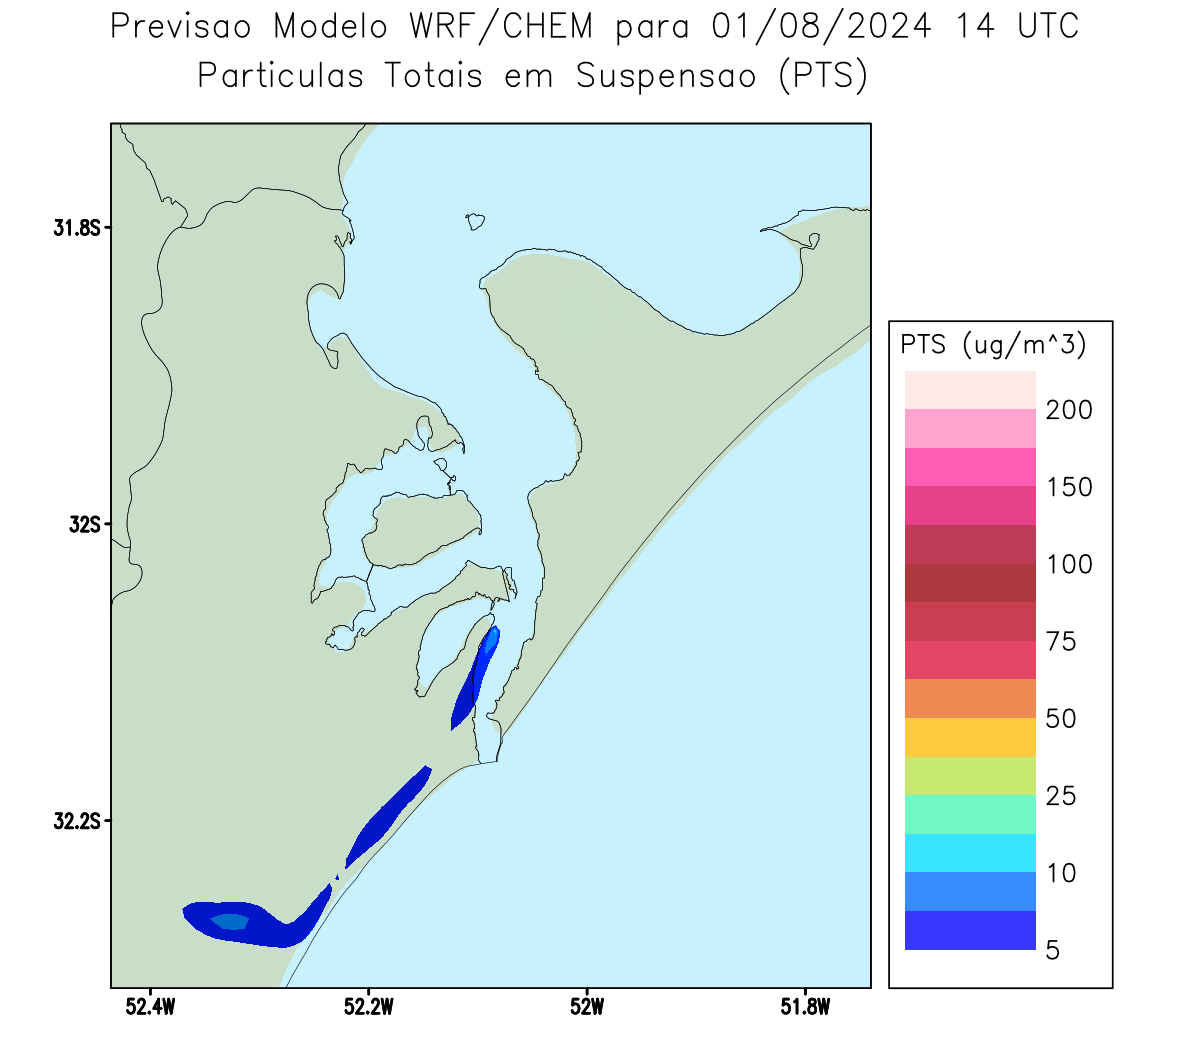 Previsao Modelo WRF/CHEM para 01/08/2024 14 UTC
Particulas Totais em Suspensao (PTS)
31.8S
32S
32.2S
52.4W
52.2W
52W
51.8W
PTS (ug/m^3)
200
150
100
75
50
25
10
5